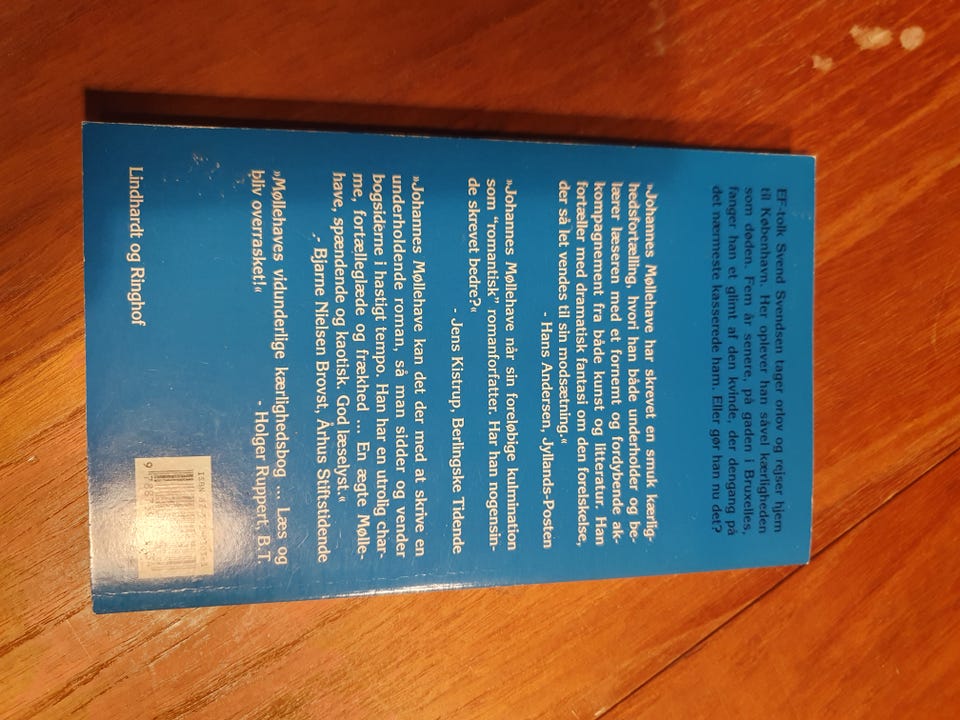 EF-tolk Svend Svendsen tager orlov og rejser hjem
til København. Her oplever han såvel kærligheden
som døden. Fem år senere, på gaden i Bruxelles,
fanger han et glimt af den kvinde, der dengang på
det nærmeste kasserede ham. Eller gør han nu det?
»Johannes Møllehave har skrevet en smuk kærlig-
hedsfortælling, hvori han både underholder og be-
lærer læseren med et fornemt og fordybende ak-
kompagnement fra både kunst og litteratur. Han
fortæller med dramatisk fantasi om den forelskelse,
der så let vendes til sin modsætning.«
- Hans Andersen, Jyllands-Posten
»Johannes Møllehave når sin foreløbige kulmination
som "romantisk" romanforfatter. Har han nogensin-
de skrevet bedre?«
- Jens Kistrup, Berlingske Tidende
»Johannes Møllehave kan det der med at skrive en
underholdende roman, så man sidder og vender
bogsiderne i hastigt tempo. Han har en utrolig char-
me, fortælleglæde og frækhed ... En ægte Mølle-
have, spændende og kaotisk. God læselyst.«
- Bjarne Nielsen Brovst, Århus Stiftstidende
»Møllehaves vidunderlige kærlighedsbog ... Læs og
bliv overrasket!«
- Holger Ruppert, B.T.
Lindhardt og Ringhof
ISBN